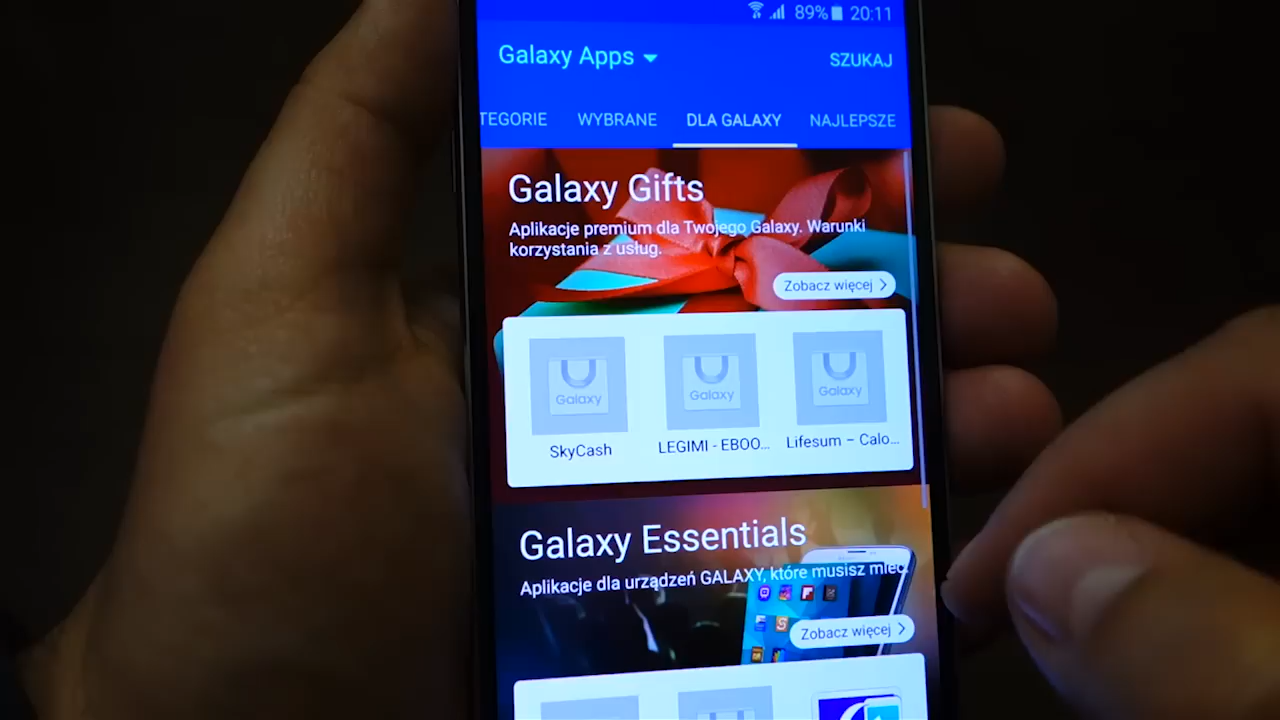 89% 20:11
Galaxy Apps
SZUKAJ
TEGORIE WYBRANE DLA GALAXY NAJLEPSZE
Galaxy Gifts
Aplikacje premium dla Twojego Galaxy. Warunki
korzystania z usług.
Zobacz więcej
Galaxy Galaxy Galaxy
SkyCash LEGIMI - EBOO... Lifesum – Calo...
Galaxy Essentials
Aplikacje dla urządzeń GALAXY, które musisz mieć.
Zobacz więcej